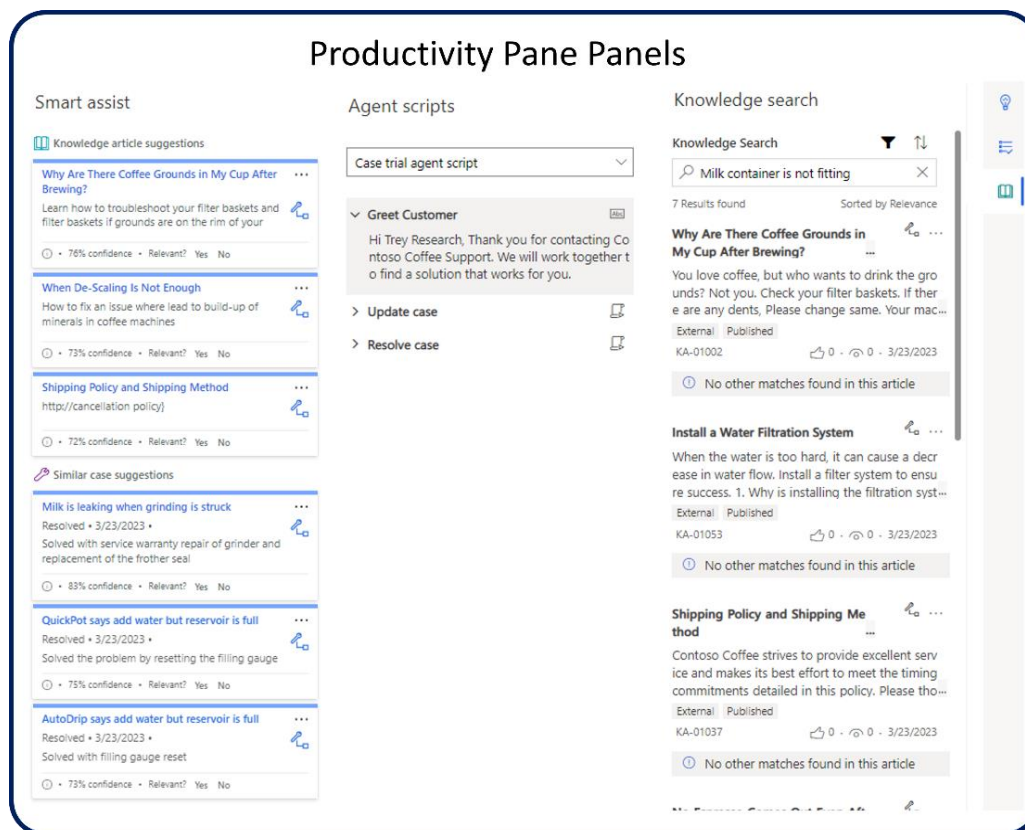 Productivity Pane Panels
Smart assist
Knowledge article suggestions
Why Are There Coffee Grounds in My Cup After
Brewing?
Learn how to troubleshoot your filter baskets and
filter baskets if grounds are on the rim of your
76% confidence • Relevant? Yes No
When De-Scaling Is Not Enough
How to fix an issue where lead to build-up of
minerals in coffee machines
73% confidence • Relevant? Yes No
Shipping Policy and Shipping Method
http://cancellation policy}
72% confidence • Relevant? Yes No
Similar case suggestions
Milk is leaking when grinding is struck
Resolved • 3/23/2023 •
Solved with service warranty repair of grinder and
replacement of the frother seal
83% confidence • Relevant? Yes No
QuickPot says add water but reservoir is full
Resolved • 3/23/2023 •
Solved the problem by resetting the filling gauge
75% confidence • Relevant? Yes No
AutoDrip says add water but reservoir is full
Resolved • 3/23/2023 •
Solved with filling gauge reset
73% confidence • Relevant? Yes No
Agent scripts
Case trial agent script
Greet Customer
Abc
Hi Trey Research, Thank you for contacting Co
ntoso Coffee Support. We will work together t
o find a solution that works for you.
Update case
Resolve case
Knowledge search
Knowledge Search
Milk container is not fitting
7 Results found Sorted by Relevance
Why Are There Coffee Grounds in
My Cup After Brewing? ...
You love coffee, but who wants to drink the gro
unds? Not you. Check your filter baskets. If ther
e are any dents, Please change same. Your mac...
External Published
KA-01002 0 · 0 · 3/23/2023
No other matches found in this article
Install a Water Filtration System
When the water is too hard, it can cause a decr
ease in water flow. Install a filter system to ensu
re success. 1. Why is installing the filtration syst...
External Published
KA-01053 0 · 0 · 3/23/2023
No other matches found in this article
Shipping Policy and Shipping Me
thod ...
Contoso Coffee strives to provide excellent serv
ice and makes its best effort to meet the timing
commitments detailed in this policy. Please tho...
External Published
KA-01037 0 · 0 · 3/23/2023
No other matches found in this article